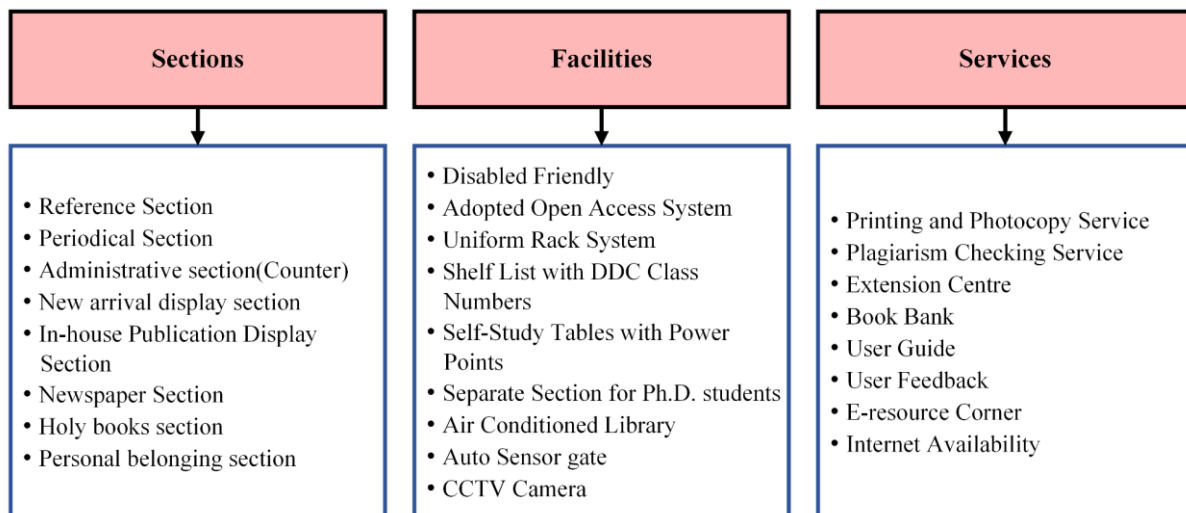 Sections
• Reference Section
• Periodical Section
• Administrative section(Counter)
• New arrival display section
• In-house Publication Display
Section
• Newspaper Section
• Holy books section
• Personal belonging section
Facilities
• Disabled Friendly
• Adopted Open Access System
• Uniform Rack System
• Shelf List with DDC Class
Numbers
• Self-Study Tables with Power
Points
• Separate Section for Ph.D. students
• Air Conditioned Library
• Auto Sensor gate
• CCTV Camera
Services
• Printing and Photocopy Service
• Plagiarism Checking Service
• Extension Centre
• Book Bank
• User Guide
• User Feedback
• E-resource Corner
• Internet Availability